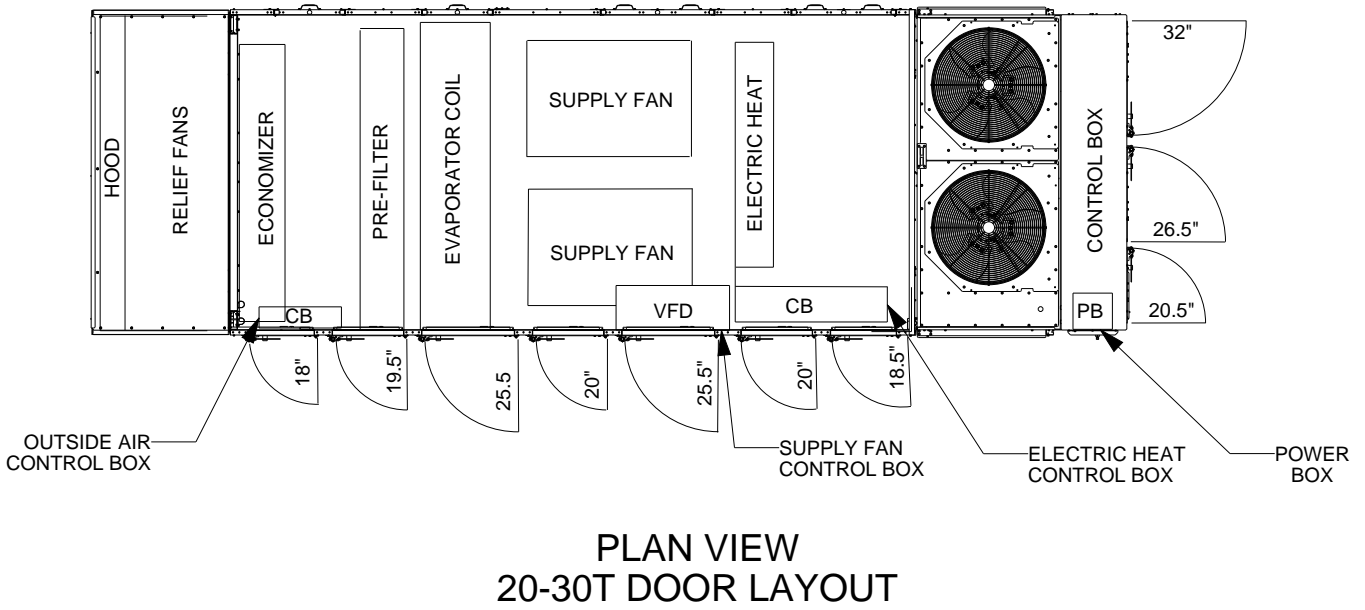 HOOD
RELIEF FANS
ECONOMIZER
PRE-FILTER
EVAPORATOR COIL
SUPPLY FAN
SUPPLY FAN
ELECTRIC HEAT
CONTROL BOX
CB
VFD
CB
PB
32"
26.5"
20.5"
18"
19.5"
25.5
20"
25.5"
20"
18.5"
OUTSIDE AIR
CONTROL BOX
SUPPLY FAN
CONTROL BOX
ELECTRIC HEAT
CONTROL BOX
POWER
BOX
PLAN VIEW
20-30T DOOR LAYOUT